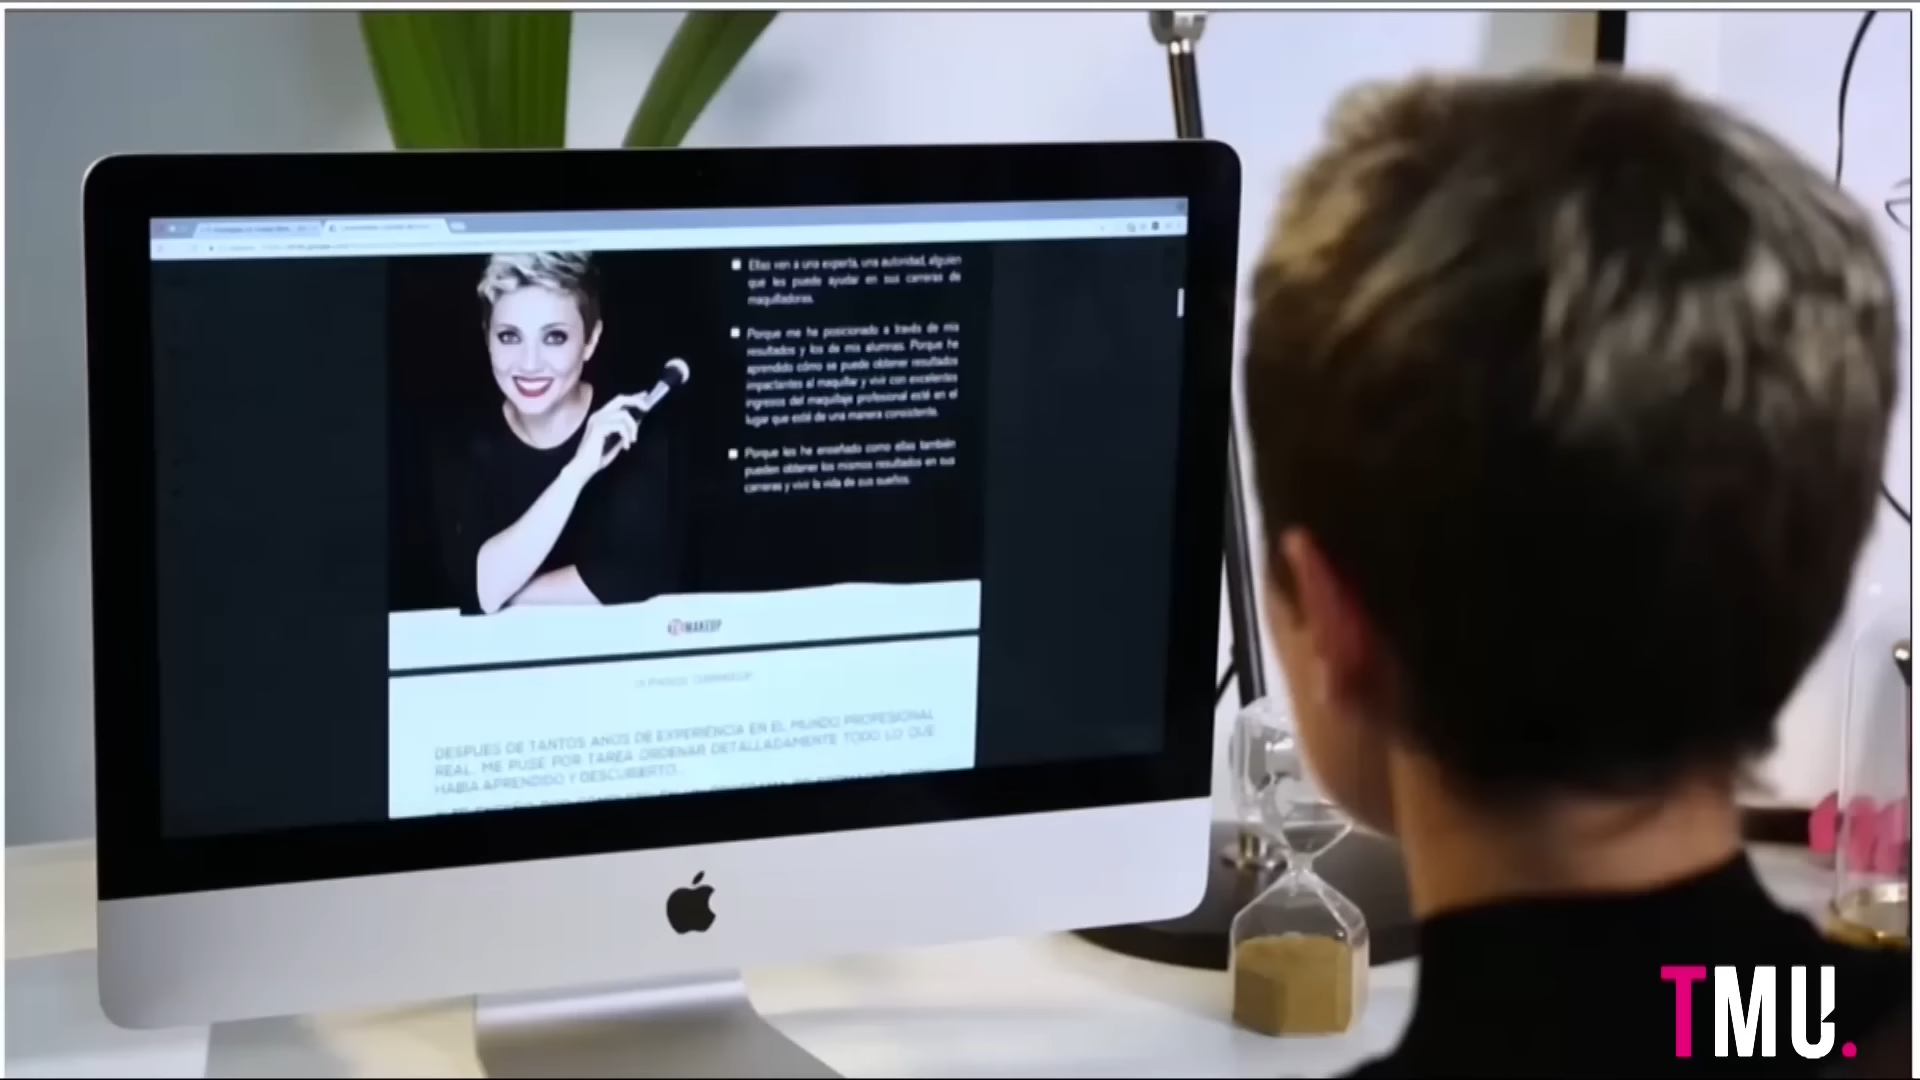 Ellas ven a una experta, una autoridad, alguien
que les puede ayudar en sus carreras de
maquilladoras.
Porque me he posicionado a través de mis
resultados y los de mis alumnas. Porque he
aprendido cómo se puede obtener resultados
impactantes al maquillar y vivir con excelentes
ingresos del maquillaje profesional esté en el
lugar que esté de una manera consistente.
Porque les he enseñado como ellas también
pueden obtener los mismos resultados en sus
carreras y vivir la vida de sus sueños.
MAKEUP
DESPUES DE TANTOS AÑOS DE EXPERIENCIA EN EL MUNDO PROFESIONAL
REAL, ME PUSE POR TAREA ORDENAR DETALLADAMENTE TODO LO QUE
HABIA APRENDIDO Y DESCUBIERTO...
TMU.